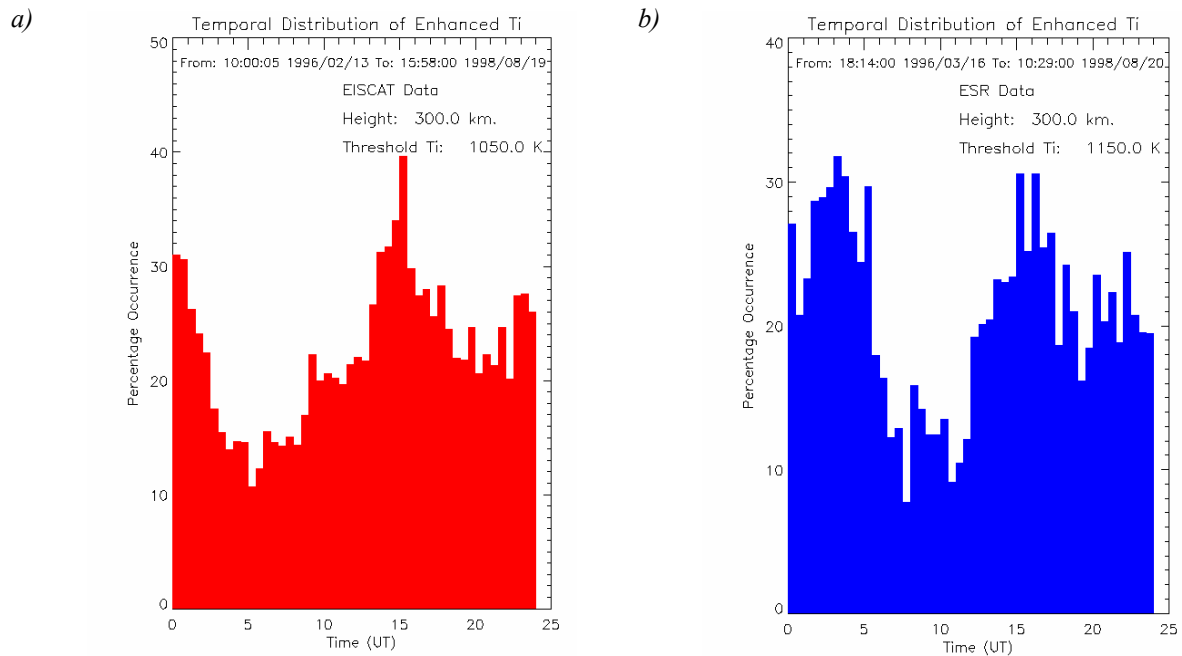 a)
Temporal Distribution of Enhanced Ti
50
From: 10:00:05 1996/02/13 To: 15:58:00 1998/08/19
EISCAT Data
Height: 300.0 km.
Threshold Ti: 1050.0 K
40
30
20
10
0
Percentage Occurrence
0 5 10 15 20 25
Time (UT)
b)
Temporal Distribution of Enhanced Ti
40
From: 18:14:00 1996/03/16 To: 10:29:00 1998/08/20
ESR Data
Height: 300.0 km.
Threshold Ti: 1150.0 K
30
20
10
0
Percentage Occurrence
0 5 10 15 20 25
Time (UT)